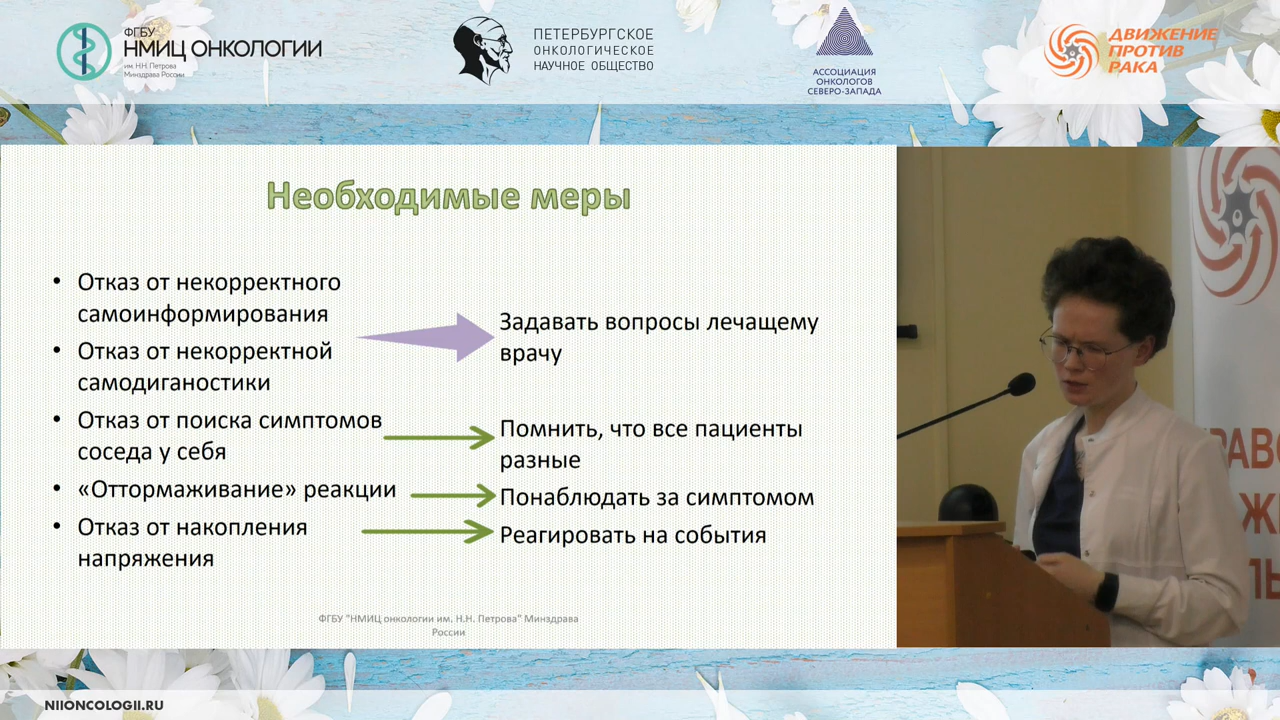 ФГБУ
НМИЦ ОНКОЛОГИИ
им. Н.Н. Петрова
Минздрава России
ПЕТЕРБУРГСКОЕ
ОНКОЛОГИЧЕСКОЕ
НАУЧНОЕ ОБЩЕСТВО
АССОЦИАЦИЯ
ОНКОЛОГОВ
СЕВЕРО-ЗАПАДА
ДВИЖЕНИЕ
ПРОТИВ
РАКА
Необходимые меры
• Отказ от некорректного
самоинформирования
• Отказ от некорректной
самодиганостики
• Отказ от поиска симптомов
соседа у себя
• «Оттормаживание» реакции
• Отказ от накопления
напряжения
Задавать вопросы лечащему
врачу
Помнить, что все пациенты
разные
Понаблюдать за симптомом
Реагировать на события
ФГБУ "НМИЦ онкологии им. Н.Н. Петрова" Минздрава
России
NIIONCOLOGII.RU